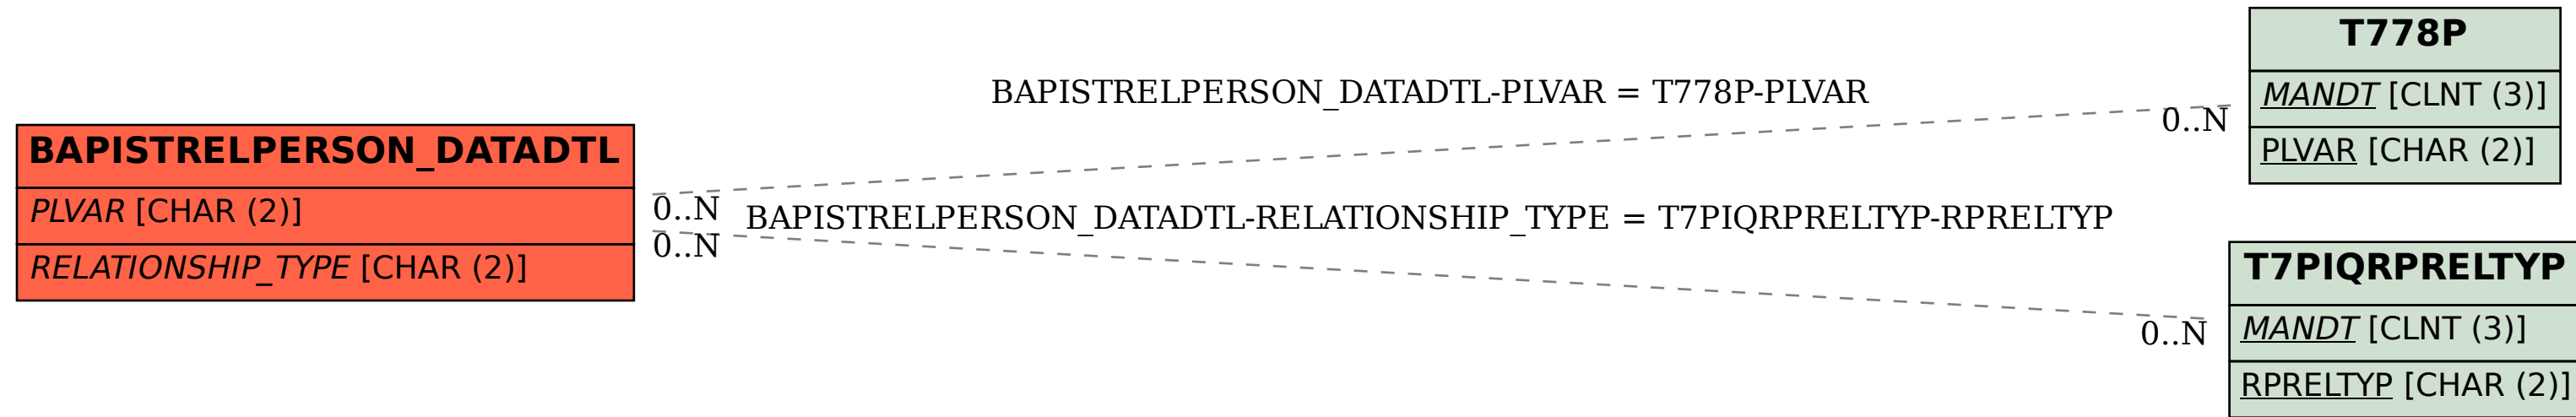 BAPISTRELPERSON_DATADTL
PLVAR [CHAR (2)]
RELATIONSHIP_TYPE [CHAR (2)]
BAPISTRELPERSON_DATADTL-PLVAR = T778P-PLVAR
0..N
0..N
BAPISTRELPERSON_DATADTL-RELATIONSHIP_TYPE = T7PIQRPRELTYP-RPRELTYP
0..N
0..N
T778P
MANDT [CLNT (3)]
PLVAR [CHAR (2)]
T7PIQRPRELTYP
MANDT [CLNT (3)]
RPRELTYP [CHAR (2)]